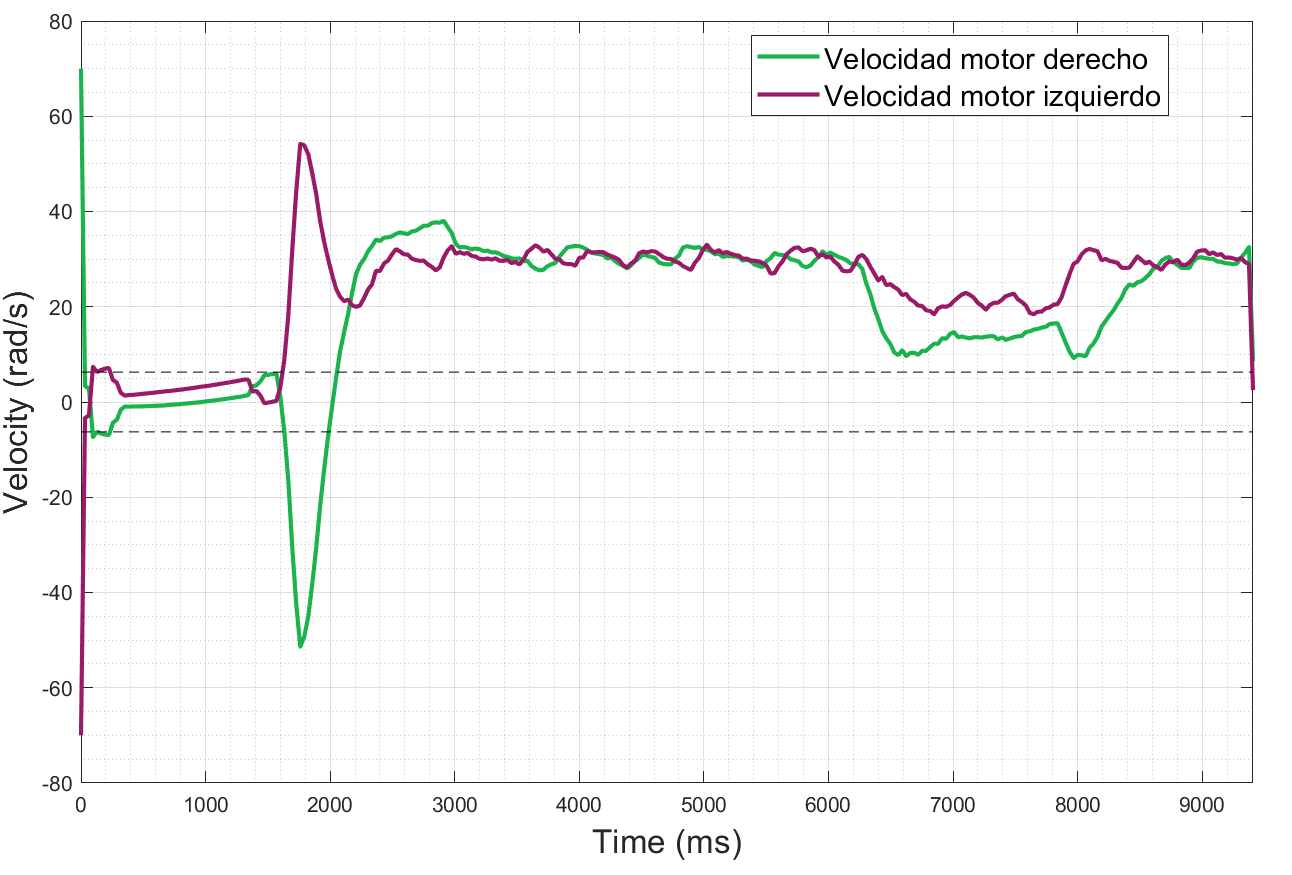 Velocidad motor derecho
Velocidad motor izquierdo
Velocity (rad/s)
80
60
40
20
0
-20
-40
-60
-80
0 1000 2000 3000 4000 5000 6000 7000 8000 9000
Time (ms)